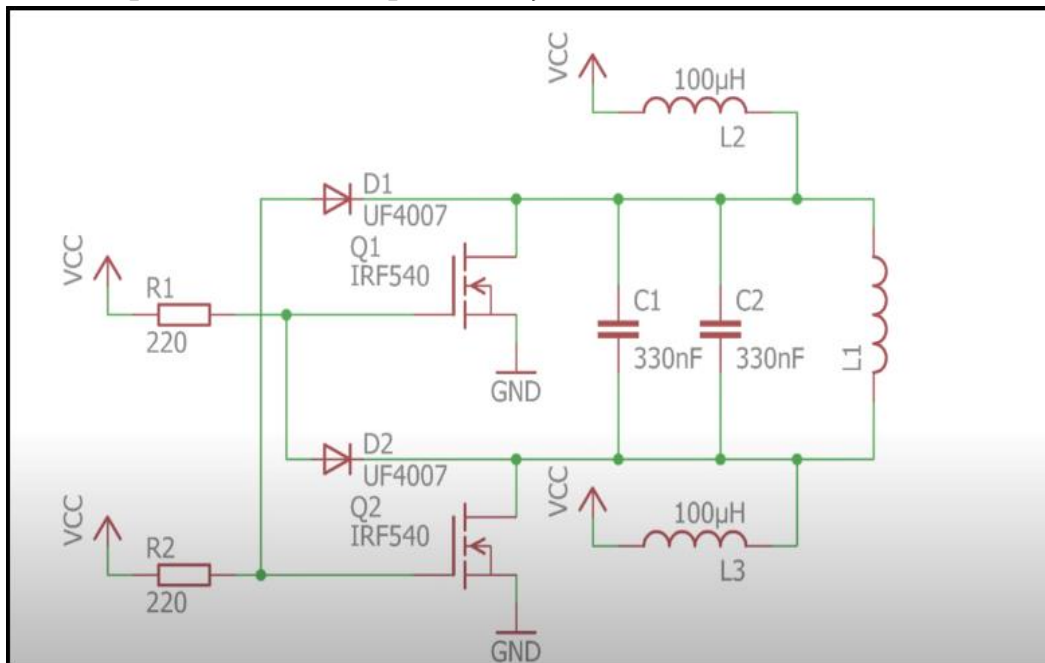 VCC
100µH
L2
D1
UF4007
Q1
IRF540
VCC
R1
220
C1
330nF
C2
330nF
L1
GND
D2
UF4007
Q2
IRF540
VCC
100µH
L3
VCC
R2
220
GND